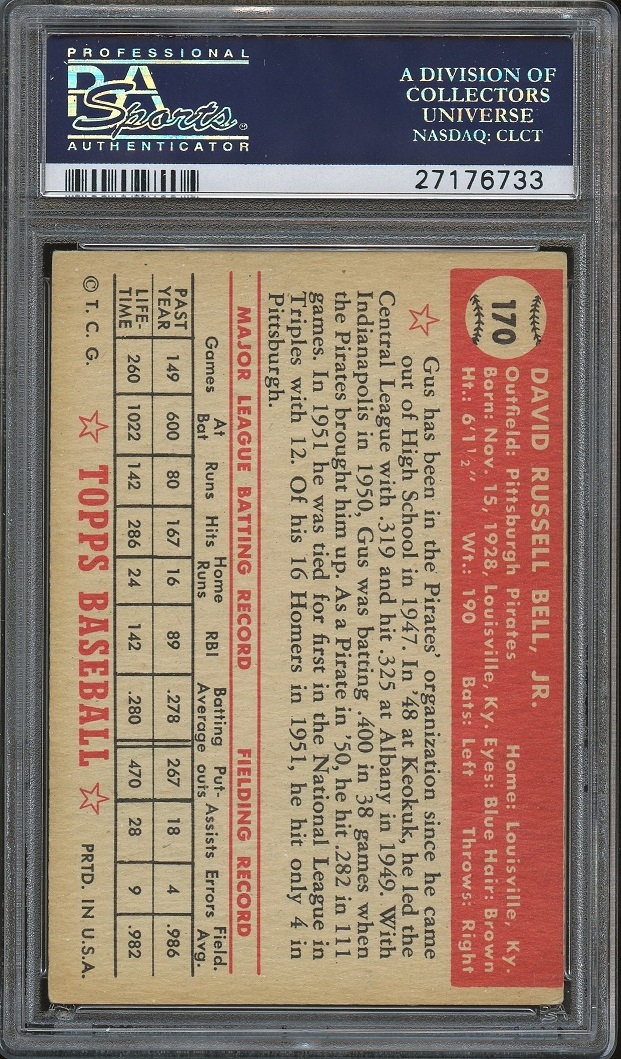 PROFESSIONAL
PSA
Sports
AUTHENTICATOR
A DIVISION OF
COLLECTORS
UNIVERSE
NASDAQ: CLCT
27176733
170
DAVID RUSSELL BELL, JR.
Outfield: Pittsburgh Pirates Home: Louisville, Ky.
Born: Nov. 15, 1928, Louisville, Ky. Eyes: Blue Hair: Brown
Ht.: 6'1½" Wt.: 190 Bats: Left Throws: Right
Gus has been in the Pirates' organization since he came
out of High School in 1947. In '48 at Keokuk, he led the
Central League with .319 and hit .325 at Albany in 1949. With
Indianapolis in 1950, Gus was batting .400 in 38 games when
the Pirates brought him up. As a Pirate in '50, he hit .282 in 111
games. In 1951 he was tied for first in the National League in
Triples with 12. Of his 16 Homers in 1951, he hit only 4 in
Pittsburgh.
MAJOR LEAGUE BATTING RECORD FIELDING RECORD
Games At Bat Runs Hits Home Runs RBI Batting Average Put-outs Assists Errors Field. Avg.
PAST YEAR 149 600 80 167 16 89 .278 267 18 4 .986
LIFE-TIME 260 1022 142 286 24 142 .280 470 28 9 .982
© T. C. G. TOPPS BASEBALL PRTD. IN U.S.A.